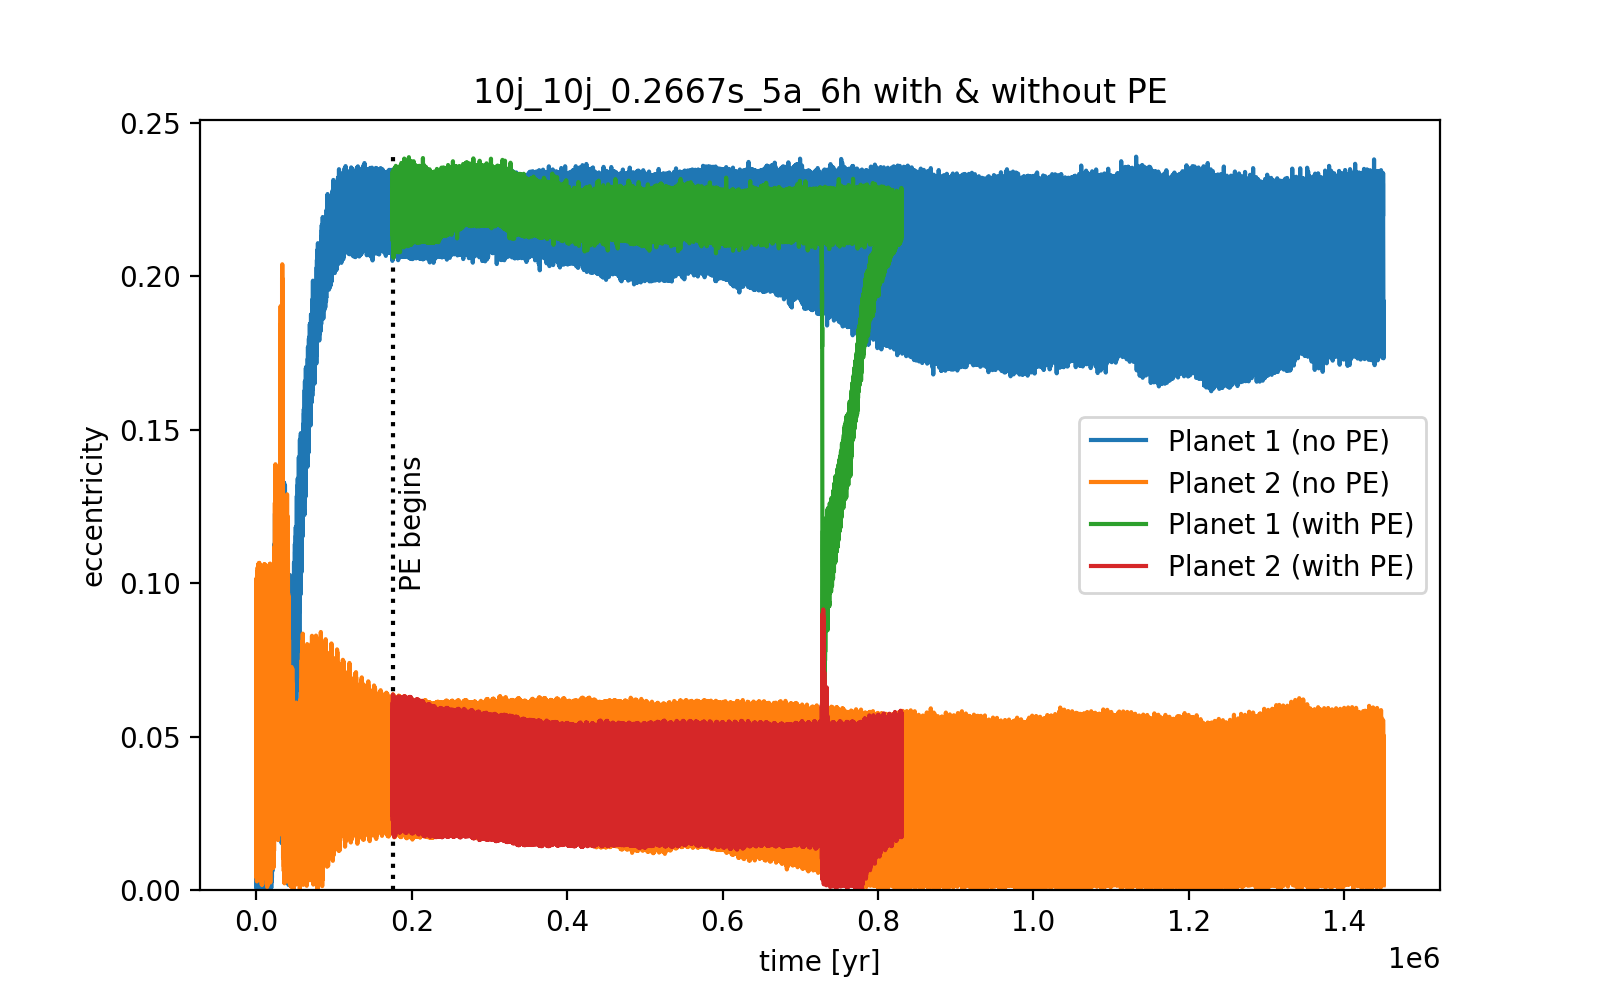 10j_10j_0.2667s_5a_6h with & without PE
0.25
0.20
0.15
0.10
0.05
0.00
eccentricity
PE begins
Planet 1 (no PE)
Planet 2 (no PE)
Planet 1 (with PE)
Planet 2 (with PE)
0.0 0.2 0.4 0.6 0.8 1.0 1.2 1.4
time [yr]
1e6